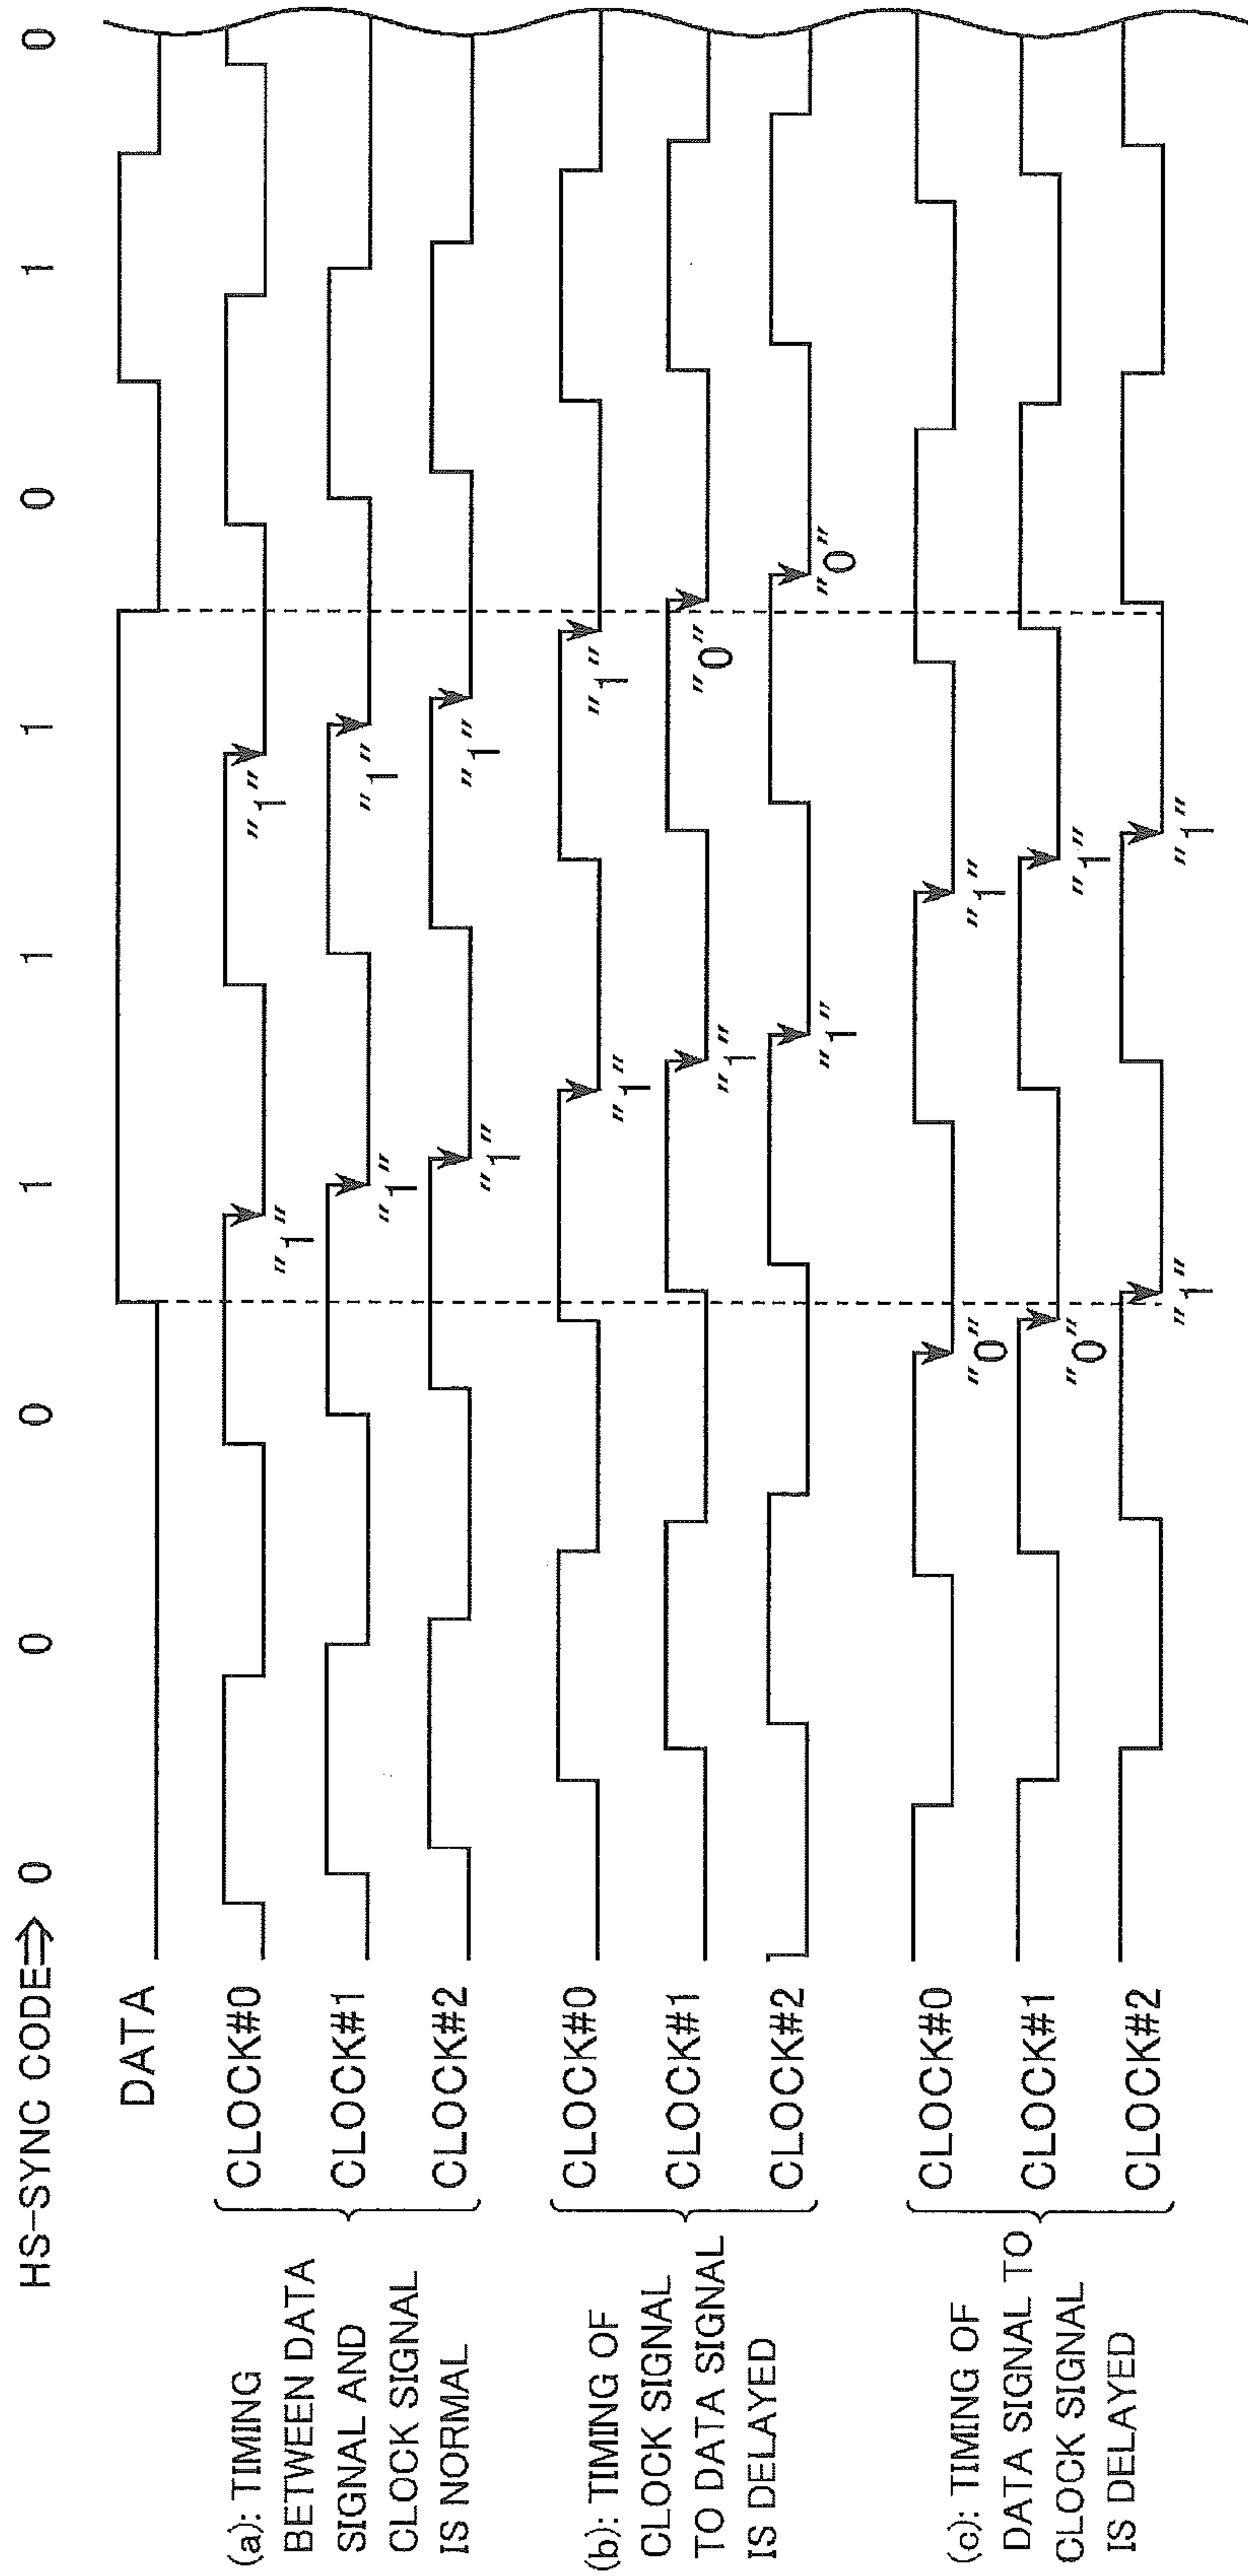 HS-SYNC CODE⇒ 0 0 0 1 1 1 0 1 0
DATA
(a): TIMING
BETWEEN DATA
SIGNAL AND
CLOCK SIGNAL
IS NORMAL
CLOCK#0
"1" "1"
CLOCK#1
"1" "1"
CLOCK#2
"1" "1"
(b): TIMING OF
CLOCK SIGNAL
TO DATA SIGNAL
IS DELAYED
CLOCK#0
"1" "1"
CLOCK#1
"1" "0"
CLOCK#2
"1" "0"
(c): TIMING OF
DATA SIGNAL TO
CLOCK SIGNAL
IS DELAYED
CLOCK#0
"0" "1"
CLOCK#1
"0" "1"
CLOCK#2
"1" "1"